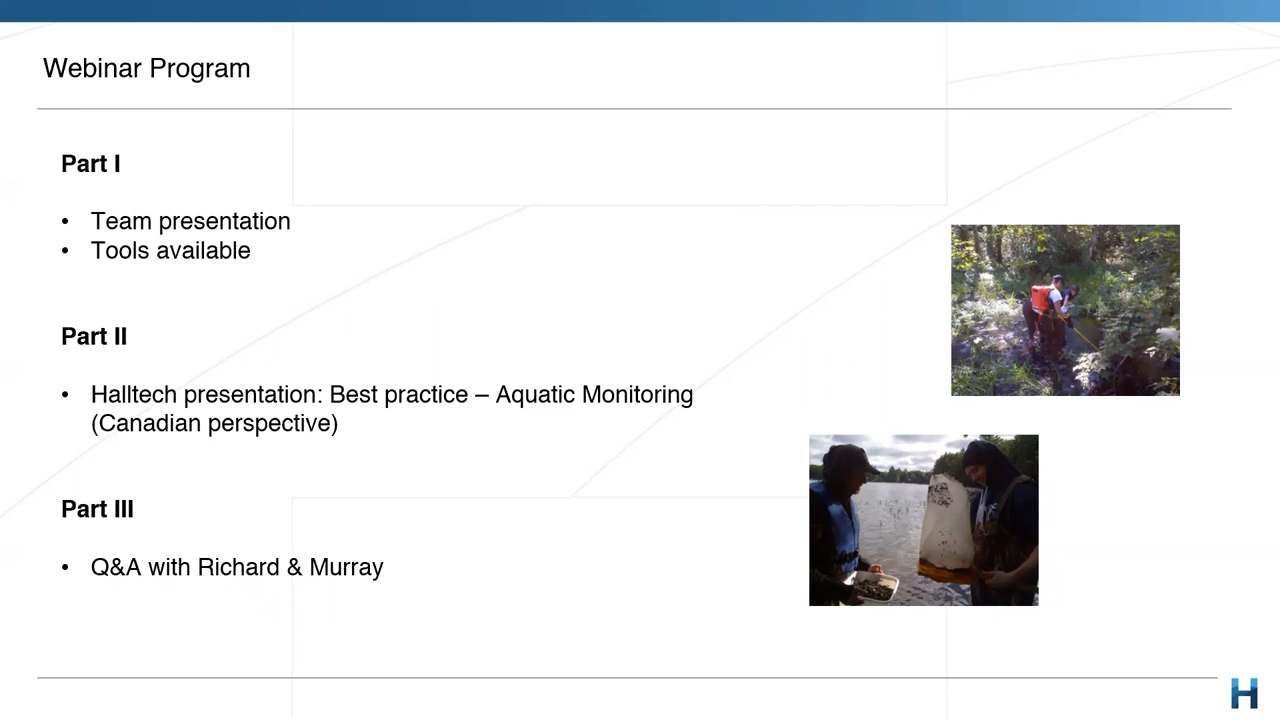 Webinar Program
Part I
• Team presentation
• Tools available
Part II
• Halltech presentation: Best practice – Aquatic Monitoring
(Canadian perspective)
Part III
• Q&A with Richard & Murray
H